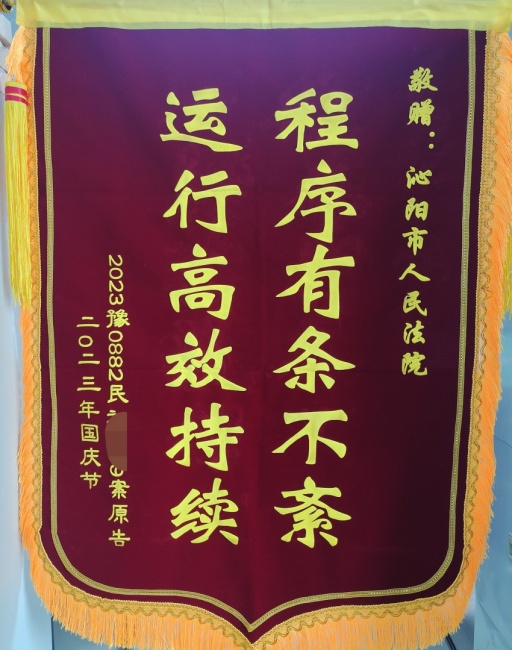 敬赠：沁阳市人民法院
程序有条不紊
运行高效持续
2023豫0882民案原告
二〇二三年国庆节